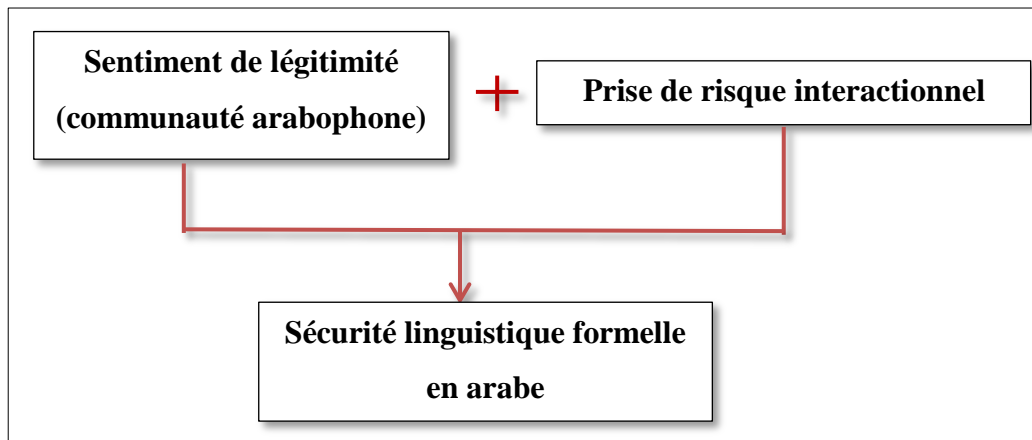 Sentiment de légitimité
(communauté arabophone)
+
Prise de risque interactionnel
Sécurité linguistique formelle
en arabe